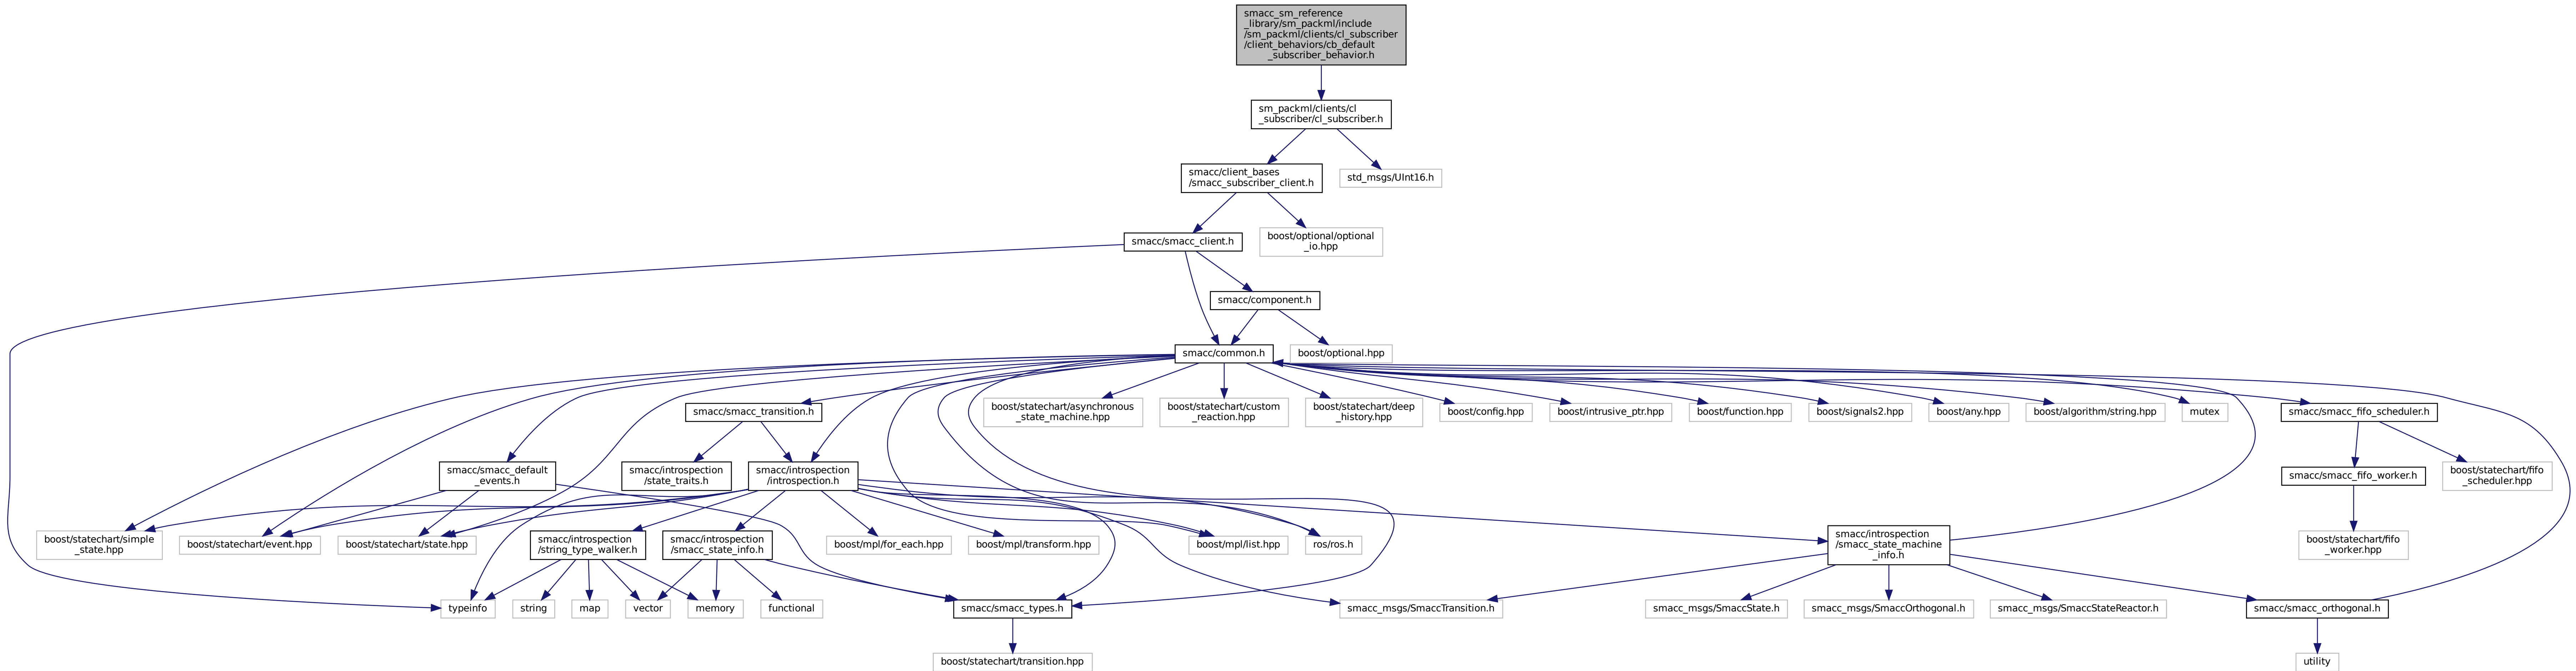 smacc_sm_reference
_library/sm_packml/include
/sm_packml/clients/cl_subscriber
/client_behaviors/cb_default
_subscriber_behavior.h
sm_packml/clients/cl
_subscriber/cl_subscriber.h
smacc/client_bases
/smacc_subscriber_client.h
std_msgs/UInt16.h
smacc/smacc_client.h
boost/optional/optional
_io.hpp
smacc/component.h
smacc/common.h
boost/optional.hpp
smacc/smacc_transition.h
boost/statechart/asynchronous
_state_machine.hpp
boost/statechart/custom
_reaction.hpp
boost/statechart/deep
_history.hpp
boost/config.hpp
boost/intrusive_ptr.hpp
boost/function.hpp
boost/signals2.hpp
boost/any.hpp
boost/algorithm/string.hpp
mutex
smacc/smacc_fifo_scheduler.h
smacc/smacc_default
_events.h
smacc/introspection
/state_traits.h
smacc/introspection
/introspection.h
smacc/smacc_fifo_worker.h
boost/statechart/fifo
_scheduler.hpp
boost/statechart/simple
_state.hpp
boost/statechart/event.hpp
boost/statechart/state.hpp
smacc/introspection
/string_type_walker.h
smacc/introspection
/smacc_state_info.h
boost/mpl/for_each.hpp
boost/mpl/transform.hpp
boost/mpl/list.hpp
ros/ros.h
smacc/introspection
/smacc_state_machine
_info.h
boost/statechart/fifo
_worker.hpp
typeinfo
string
map
vector
memory
functional
smacc/smacc_types.h
smacc_msgs/SmaccTransition.h
smacc_msgs/SmaccState.h
smacc_msgs/SmaccOrthogonal.h
smacc_msgs/SmaccStateReactor.h
smacc/smacc_orthogonal.h
boost/statechart/transition.hpp
utility